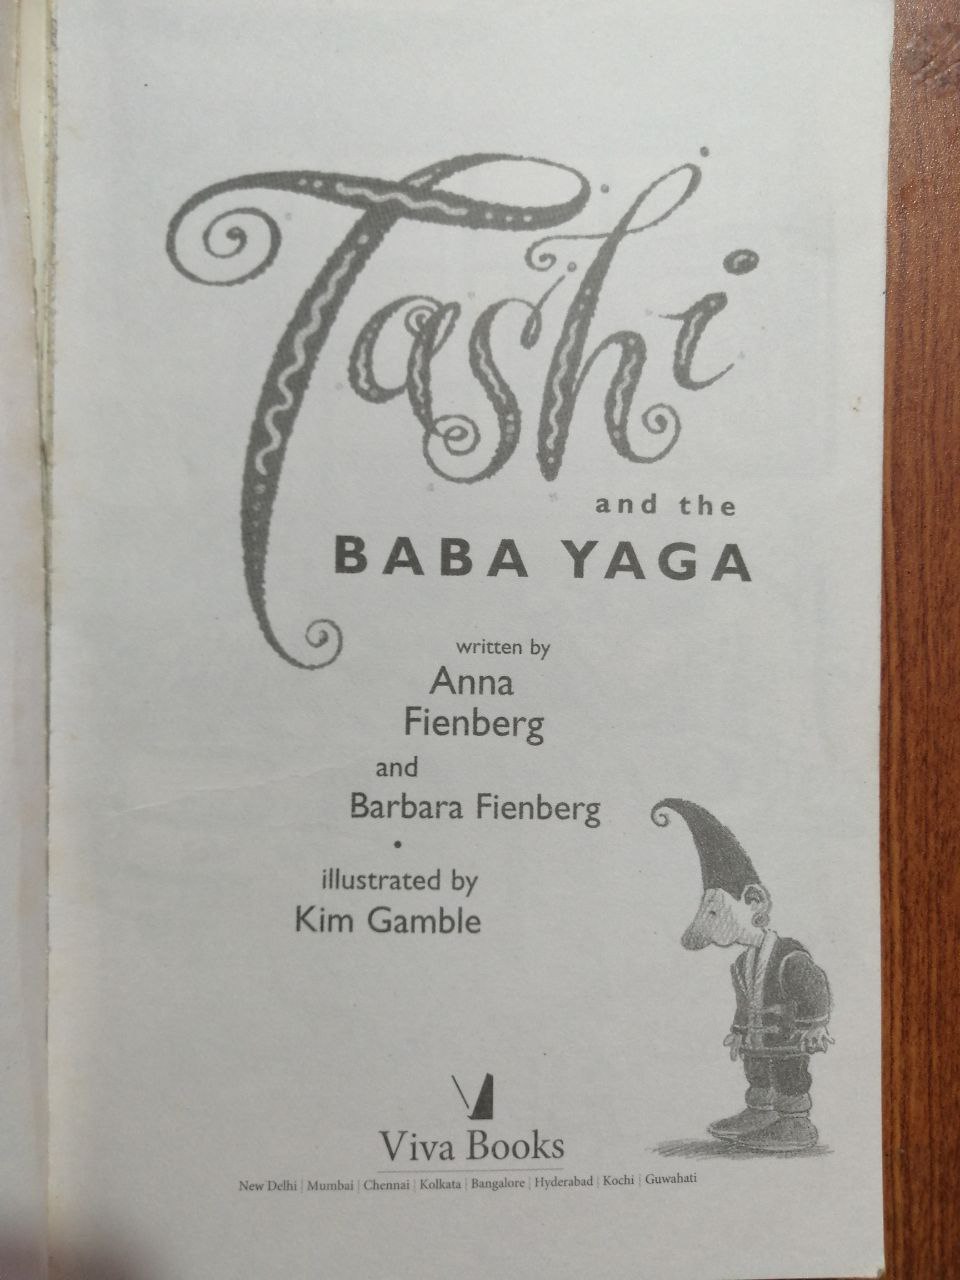 Tashi
and the
BABA YAGA
written by
Anna
Fienberg
and
Barbara Fienberg
•
illustrated by
Kim Gamble
Viva Books
New Delhi | Mumbai | Chennai | Kolkata | Bangalore | Hyderabad | Kochi | Guwahati